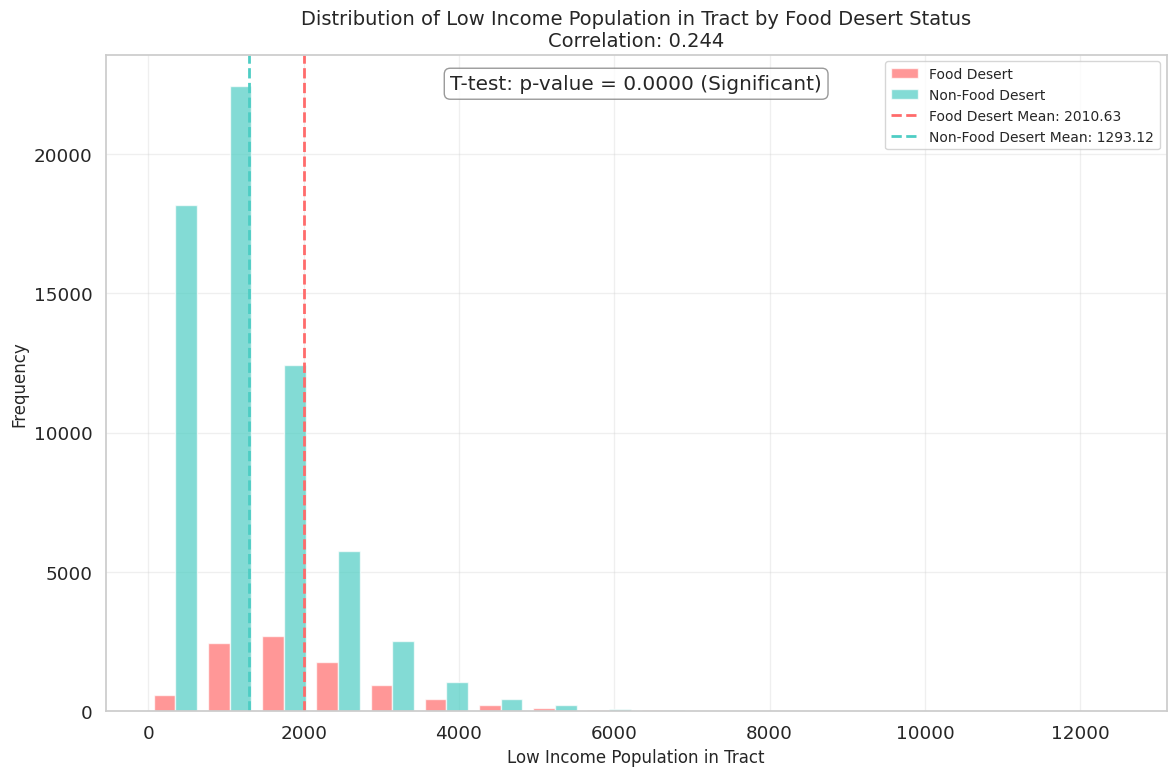 Distribution of Low Income Population in Tract by Food Desert Status
Correlation: 0.244
T-test: p-value = 0.0000 (Significant)
Food Desert
Non-Food Desert
Food Desert Mean: 2010.63
Non-Food Desert Mean: 1293.12
Frequency
20000
15000
10000
5000
0
0 2000 4000 6000 8000 10000 12000
Low Income Population in Tract